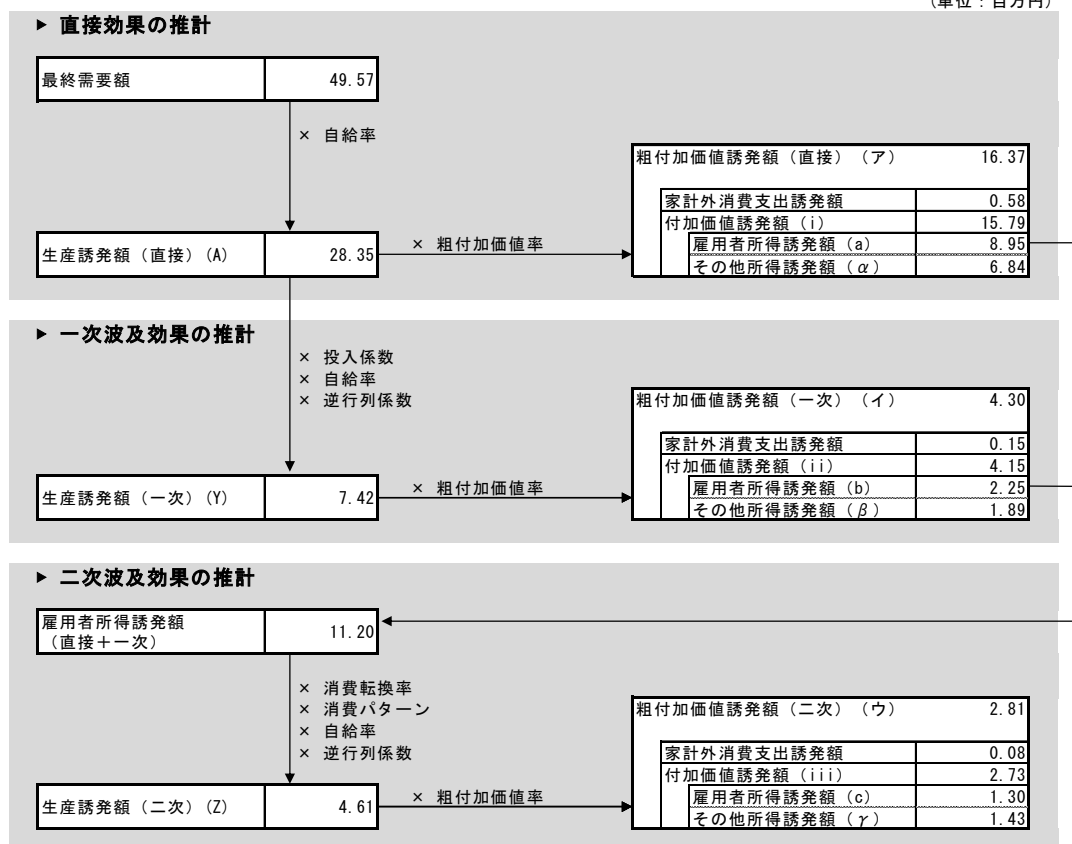 (単位：百万円)
▶ 直接効果の推計
最終需要額 49.57
× 自給率
粗付加価値誘発額（直接）（ア） 16.37
家計外消費支出誘発額 0.58
付加価値誘発額（i） 15.79
雇用者所得誘発額（a） 8.95
その他所得誘発額（α） 6.84
生産誘発額（直接）(A) 28.35
× 粗付加価値率
▶ 一次波及効果の推計
× 投入係数
× 自給率
× 逆行列係数
粗付加価値誘発額（一次）（イ） 4.30
家計外消費支出誘発額 0.15
付加価値誘発額（ii） 4.15
雇用者所得誘発額（b） 2.25
その他所得誘発額（β） 1.89
生産誘発額（一次）(Y) 7.42
× 粗付加価値率
▶ 二次波及効果の推計
雇用者所得誘発額
（直接＋一次） 11.20
× 消費転換率
× 消費パターン
× 自給率
× 逆行列係数
粗付加価値誘発額（二次）（ウ） 2.81
家計外消費支出誘発額 0.08
付加価値誘発額（iii） 2.73
雇用者所得誘発額（c） 1.30
その他所得誘発額（γ） 1.43
生産誘発額（二次）(Z) 4.61
× 粗付加価値率